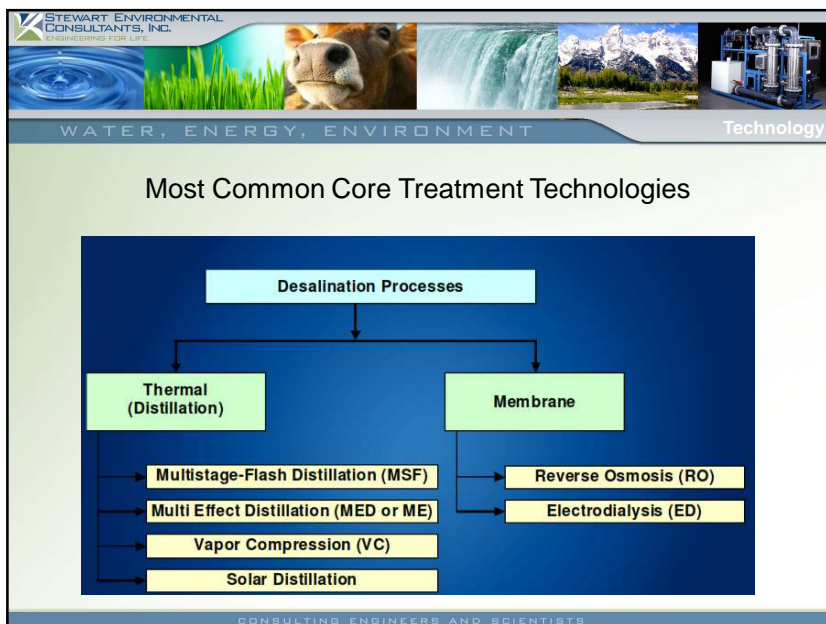 STEWART ENVIRONMENTAL
CONSULTANTS, INC.
ENGINEERING FOR LIFE
WATER, ENERGY, ENVIRONMENT
Technology
Most Common Core Treatment Technologies
Desalination Processes
Thermal
(Distillation)
Multistage-Flash Distillation (MSF)
Multi Effect Distillation (MED or ME)
Vapor Compression (VC)
Solar Distillation
Membrane
Reverse Osmosis (RO)
Electrodialysis (ED)
CONSULTING ENGINEERS AND SCIENTISTS